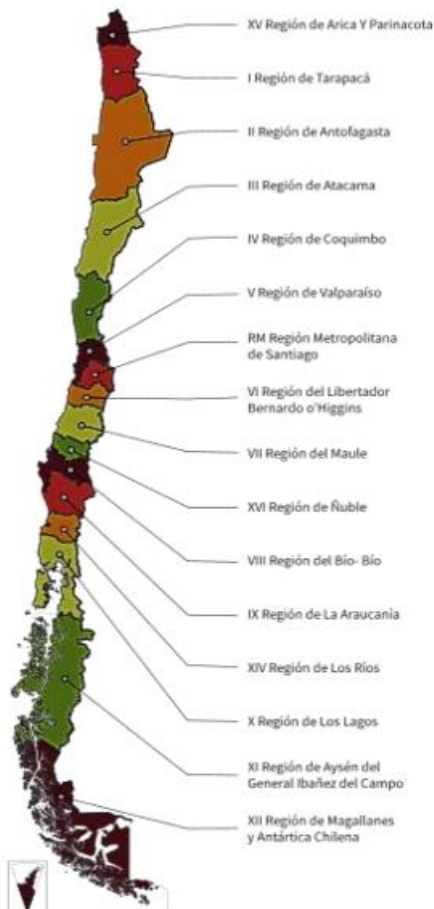 XV Región de Arica Y Parinacota
I Región de Tarapacá
II Región de Antofagasta
III Región de Atacama
IV Región de Coquimbo
V Región de Valparaíso
RM Región Metropolitana
de Santiago
VI Región del Libertador
Bernardo o'Higgins
VII Región del Maule
XVI Región de Ñuble
VIII Región del Bío- Bío
IX Región de La Araucanía
XIV Región de Los Ríos
X Región de Los Lagos
XI Región de Aysén del
General Ibañez del Campo
XII Región de Magallanes
y Antártica Chilena